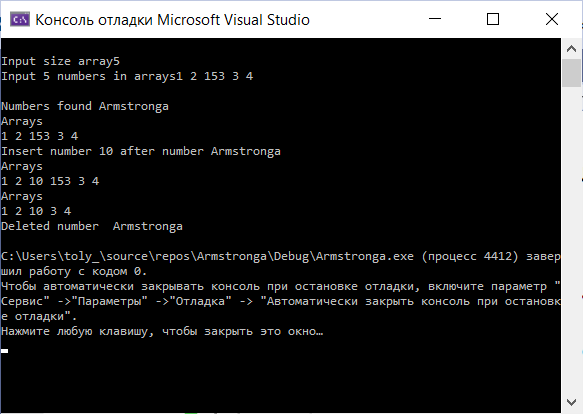 Консоль отладки Microsoft Visual Studio
Input size array5
Input 5 numbers in arrays1 2 153 3 4
Numbers found Armstronga
Arrays
1 2 153 3 4
Insert number 10 after number Armstronga
Arrays
1 2 10 153 3 4
Arrays
1 2 10 3 4
Deleted number  Armstronga
C:\Users\toly_\source\repos\Armstronga\Debug\Armstronga.exe (процесс 4412) завер
шил работу с кодом 0.
Чтобы автоматически закрывать консоль при остановке отладки, включите параметр "
Сервис" ->"Параметры" ->"Отладка" -> "Автоматически закрыть консоль при остановк
е отладки".
Нажмите любую клавишу, чтобы закрыть это окно…